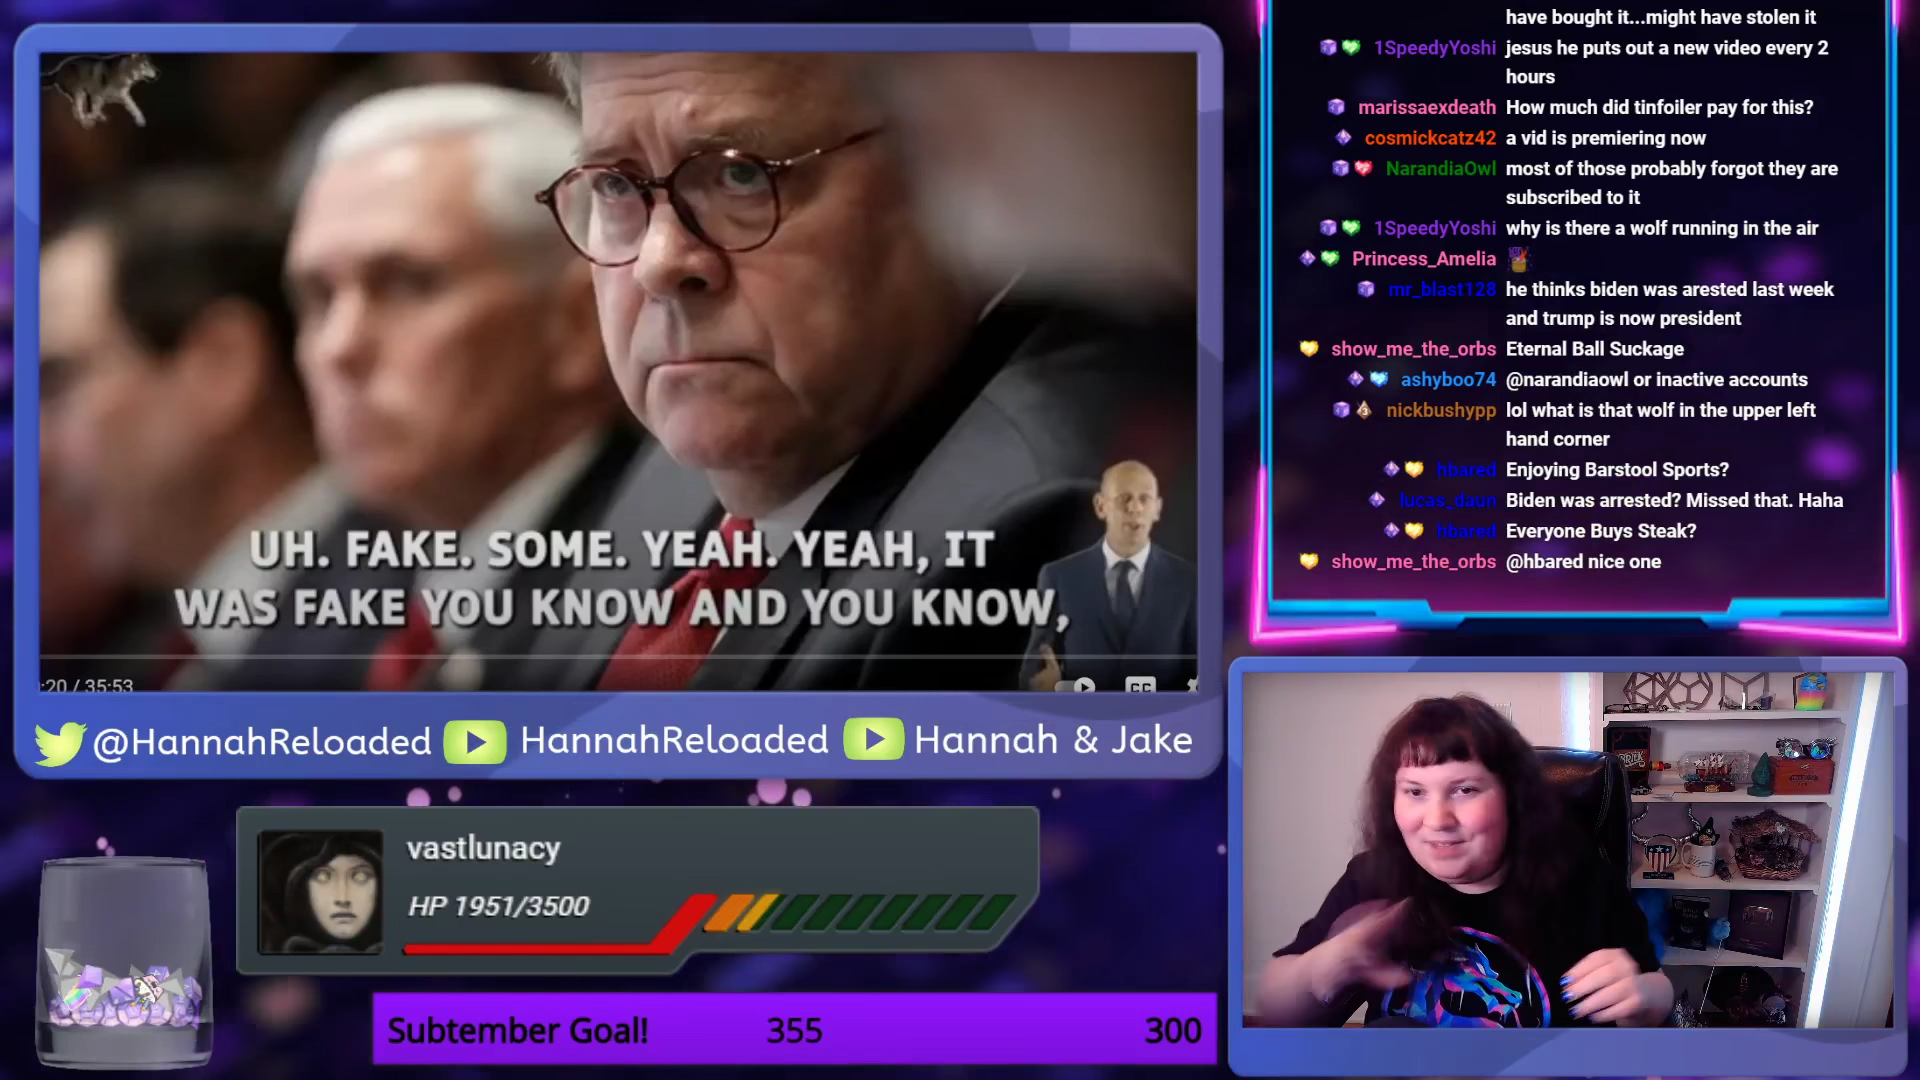 UH. FAKE. SOME. YEAH. YEAH, IT
WAS FAKE YOU KNOW AND YOU KNOW,
:20 / 35:53
CC
@HannahReloaded HannahReloaded Hannah & Jake
vastlunacy
HP 1951/3500
Subtember Goal! 355 300
have bought it...might have stolen it
1SpeedyYoshi jesus he puts out a new video every 2
hours
marissaexdeath How much did tinfoiler pay for this?
cosmickcatz42 a vid is premiering now
NarandiaOwl most of those probably forgot they are
subscribed to it
1SpeedyYoshi why is there a wolf running in the air
Princess_Amelia
mr_blast128 he thinks biden was arested last week
and trump is now president
show_me_the_orbs Eternal Ball Suckage
ashyboo74 @narandiaowl or inactive accounts
nickbushypp lol what is that wolf in the upper left
hand corner
hbared Enjoying Barstool Sports?
lucas_daun Biden was arrested? Missed that. Haha
hbared Everyone Buys Steak?
show_me_the_orbs @hbared nice one